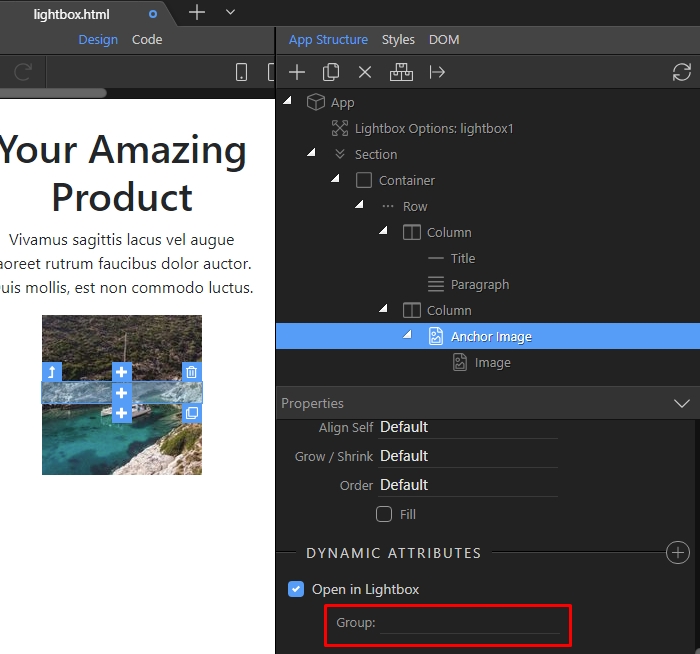 lightbox.html
Design Code
App Structure Styles DOM
App
Lightbox Options: lightbox1
Section
Container
Row
Column
Title
Paragraph
Column
Anchor Image
Image
Your Amazing
Product
Vivamus sagittis lacus vel augue
aoreet rutrum faucibus dolor auctor.
uis mollis, est non commodo luctus.
Properties
Align Self Default
Grow / Shrink Default
Order Default
Fill
DYNAMIC ATTRIBUTES
Open in Lightbox
Group: